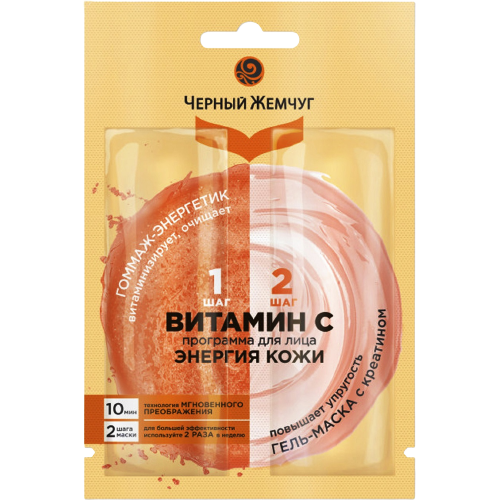 ЧЕРНЫЙ ЖЕМЧУГ
ГОММАЖ-ЭНЕРГЕТИК
витаминизирует, очищает
1
ШАГ
2
ШАГ
ВИТАМИН С
программа для лица
ЭНЕРГИЯ КОЖИ
повышает упругость
ГЕЛЬ-МАСКА с креатином
10 мин
технология МГНОВЕННОГО
ПРЕОБРАЖЕНИЯ
2 шага
маски
для большей эффективности
используйте 2 РАЗА в неделю